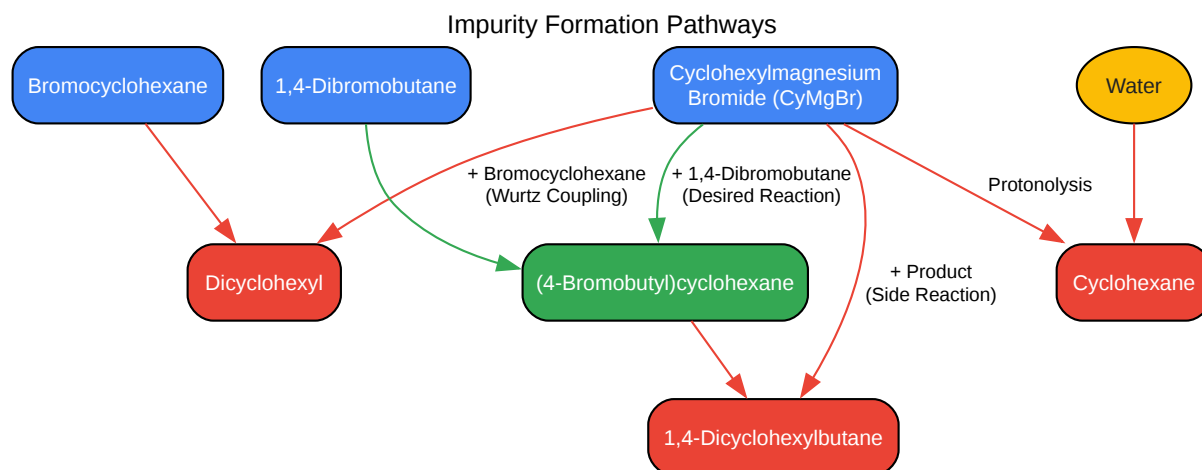 Impurity Formation Pathways
Bromocyclohexane
1,4-Dibromobutane
Cyclohexylmagnesium
Bromide (CyMgBr)
Water
+ Bromocyclohexane
(Wurtz Coupling)
+ 1,4-Dibromobutane
(Desired Reaction)
Protonolysis
Dicyclohexyl
(4-Bromobutyl)cyclohexane
+ Product
(Side Reaction)
Cyclohexane
1,4-Dicyclohexylbutane